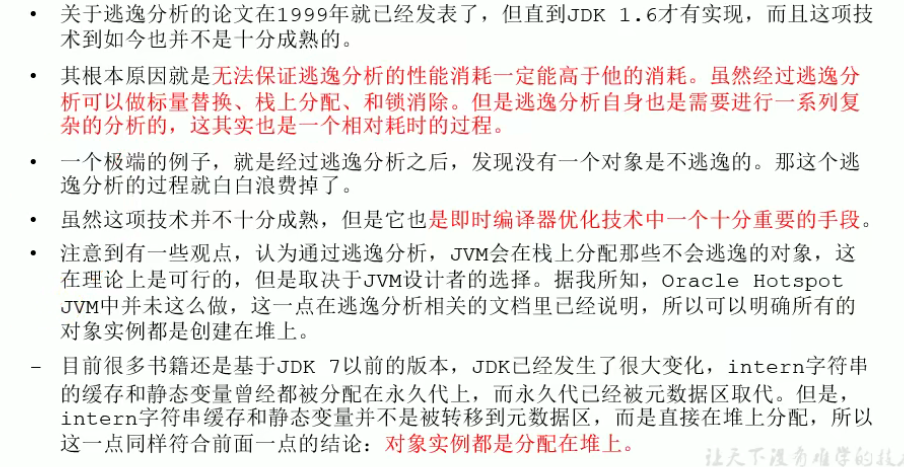 • 关于逃逸分析的论文在1999年就已经发表了，但直到JDK 1.6才有实现，而且这项技
术到如今也并不是十分成熟的。
• 其根本原因就是无法保证逃逸分析的性能消耗一定能高于他的消耗。虽然经过逃逸分
析可以做标量替换、栈上分配、和锁消除。但是逃逸分析自身也是需要进行一系列复
杂的分析的，这其实也是一个相对耗时的过程。
• 一个极端的例子，就是经过逃逸分析之后，发现没有一个对象是不逃逸的。那这个逃
逸分析的过程就白白浪费掉了。
• 虽然这项技术并不十分成熟，但是它也是即时编译器优化技术中一个十分重要的手段。
• 注意到有一些观点，认为通过逃逸分析，JVM会在栈上分配那些不会逃逸的对象，这
在理论上是可行的，但是取决于JVM设计者的选择。据我所知，Oracle Hotspot
JVM中并未这么做，这一点在逃逸分析相关的文档里已经说明，所以可以明确所有的
对象实例都是创建在堆上。
– 目前很多书籍还是基于JDK 7以前的版本，JDK已经发生了很大变化，intern字符串
的缓存和静态变量曾经都被分配在永久代上，而永久代已经被元数据区取代。但是，
intern字符串缓存和静态变量并不是被转移到元数据区，而是直接在堆上分配，所以
这一点同样符合前面一点的结论：对象实例都是分配在堆上。
让天下没有难学的技